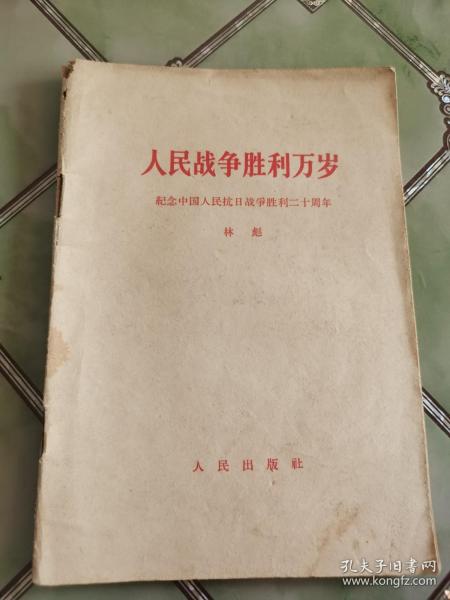 人民战争胜利万岁
紀念中国人民抗日战爭胜利二十周年
林 彪
人民出版社
孔夫子旧书网
www.kongfz.com